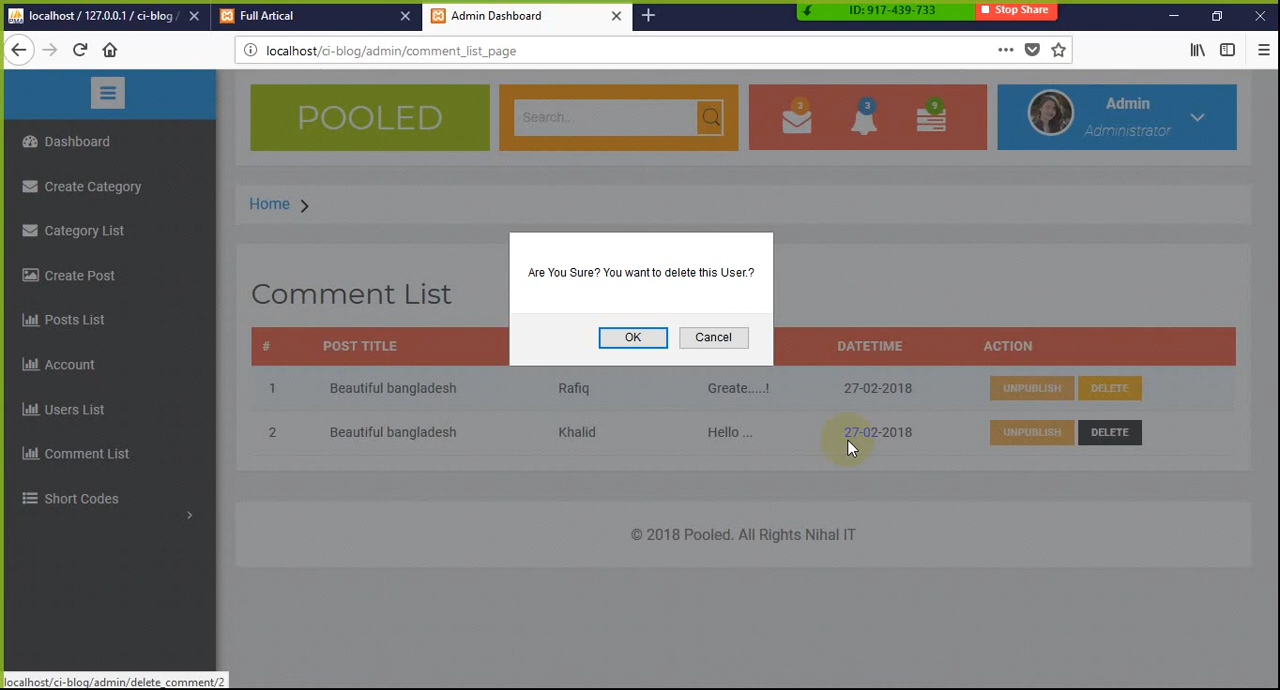 localhost / 127.0.0.1 / ci-blog /
Full Artical
Admin Dashboard
ID: 917-439-733
Stop Share
localhost/ci-blog/admin/comment_list_page
POOLED
Search..
3
3
9
Admin
Administrator
Dashboard
Create Category
Category List
Create Post
Posts List
Account
Users List
Comment List
Short Codes
Home
Are You Sure? You want to delete this User.?
OK
Cancel
Comment List
# POST TITLE DATETIME ACTION
1 Beautiful bangladesh Rafiq Greate.....! 27-02-2018 UNPUBLISH DELETE
2 Beautiful bangladesh Khalid Hello ... 27-02-2018 UNPUBLISH DELETE
© 2018 Pooled. All Rights Nihal IT
localhost/ci-blog/admin/delete_comment/2